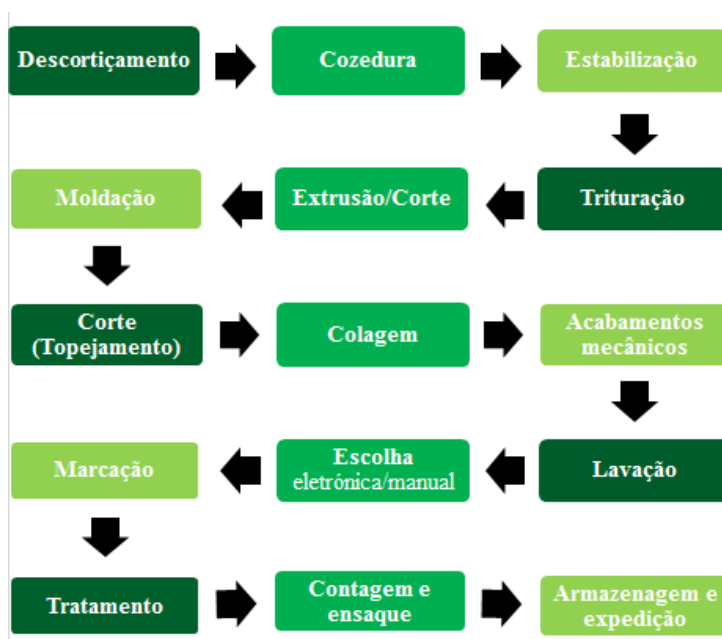 Descortiçamento
Cozedura
Estabilização
Moldação
Extrusão/Corte
Trituração
Corte
(Topejamento)
Colagem
Acabamentos
mecânicos
Marcação
Escolha
eletrónica/manual
Lavação
Tratamento
Contagem e
ensaque
Armazenagem e
expedição